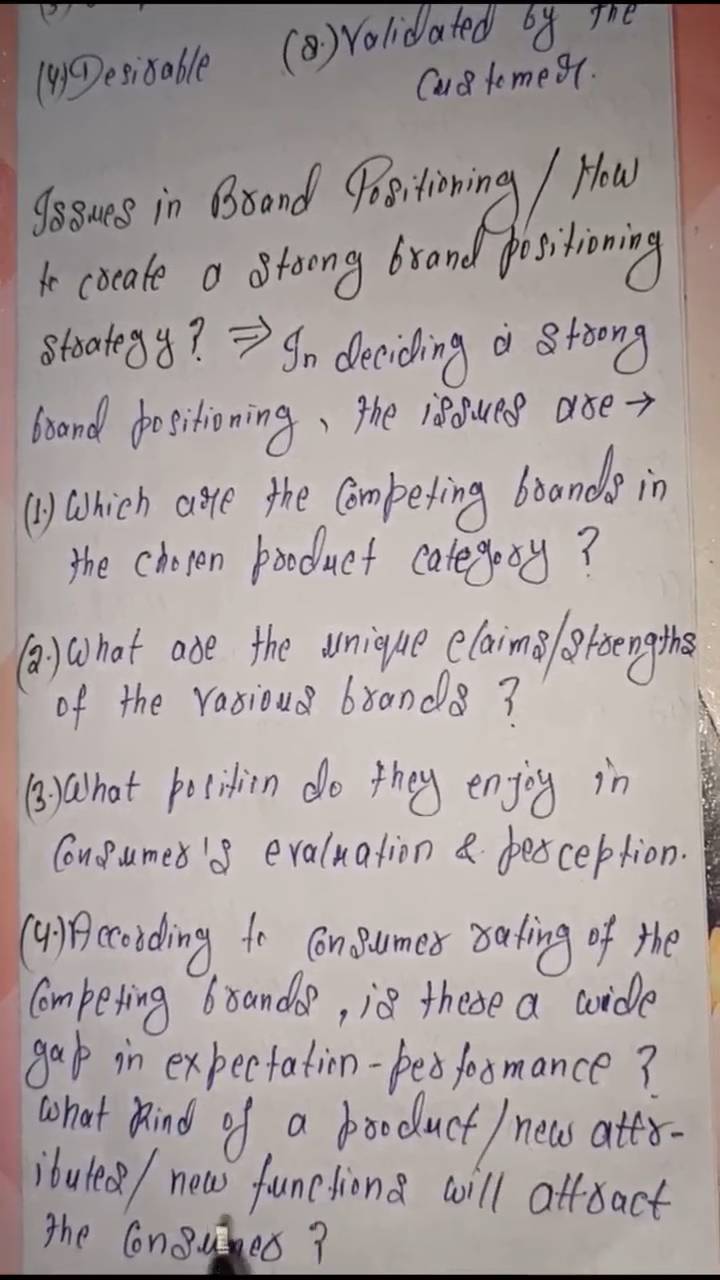 (4.) Desirable (8.) Validated by the
Customer.
Issues in Brand Positioning / How
to create a strong brand positioning
strategy? ⇒ In deciding a strong
brand positioning, the issues are →
(1.) Which are the competing brands in
the chosen product category ?
(2.) What are the unique claims/strengths
of the various brands ?
(3.) What position do they enjoy in
Consumer's evaluation & perception.
(4.) According to Consumer rating of the
Competing brands, is there a wide
gap in expectation-performance ?
What kind of a product/new attr-
ibutes/ new functions will attract
the Consumer ?